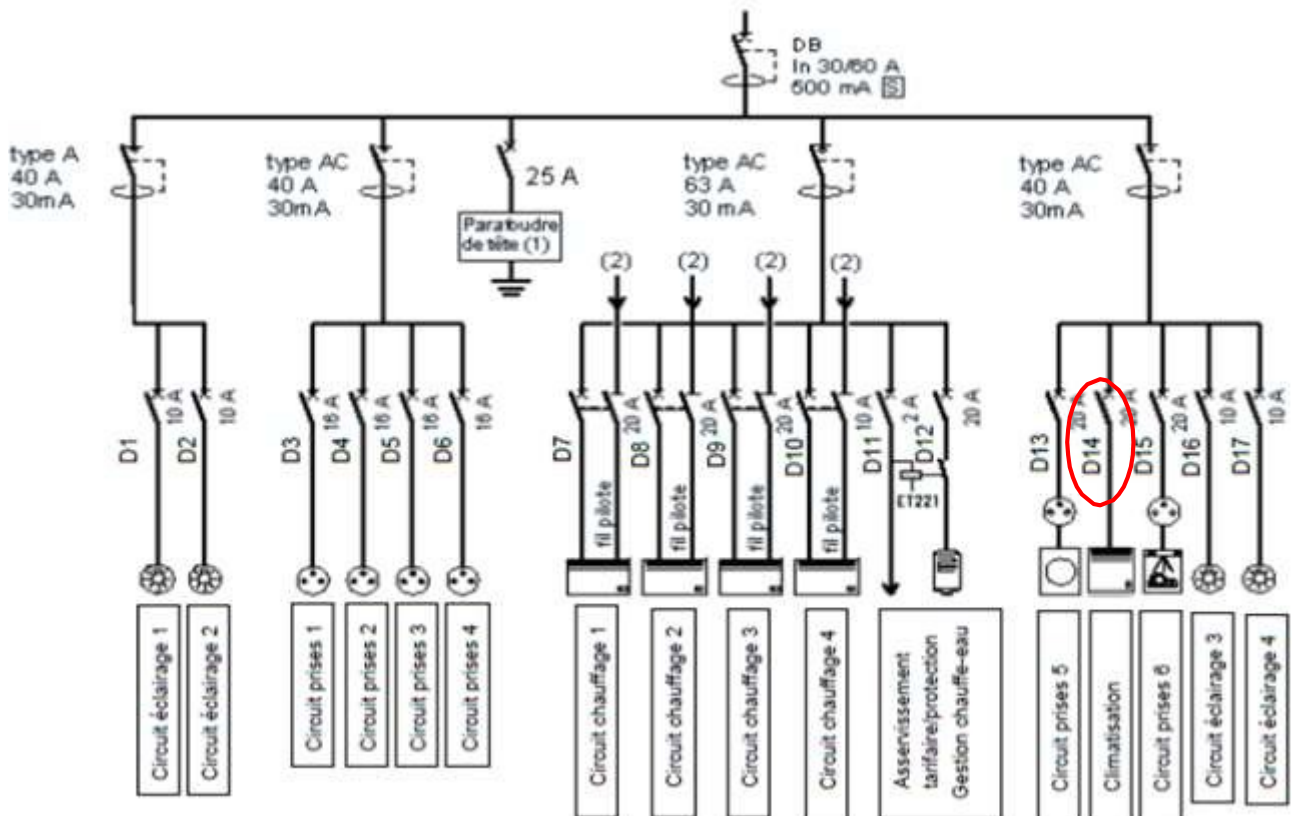 DB
In 30/60 A
500 mA S
type A
40 A
30mA
type AC
40 A
30mA
25 A
Parafoudre
de tête (1)
type AC
63 A
30 mA
type AC
40 A
30mA
(2)
(2)
(2)
(2)
D1
10 A
D2
10 A
D3
16 A
D4
16 A
D5
16 A
D6
16 A
D7
20 A
D8
20 A
D9
20 A
D10
10 A
D11
2 A
D12
20 A
D13
20 A
D14
20 A
D15
20 A
D16
10 A
D17
10 A
fil pilote
fil pilote
fil pilote
fil pilote
ET221
Circuit éclairage 1
Circuit éclairage 2
Circuit prises 1
Circuit prises 2
Circuit prises 3
Circuit prises 4
Circuit chauffage 1
Circuit chauffage 2
Circuit chauffage 3
Circuit chauffage 4
Asservissement
tarifaire/protection
Gestion chauffe-eau
Circuit prises 5
Climatisation
Circuit prises 6
Circuit éclairage 3
Circuit éclairage 4